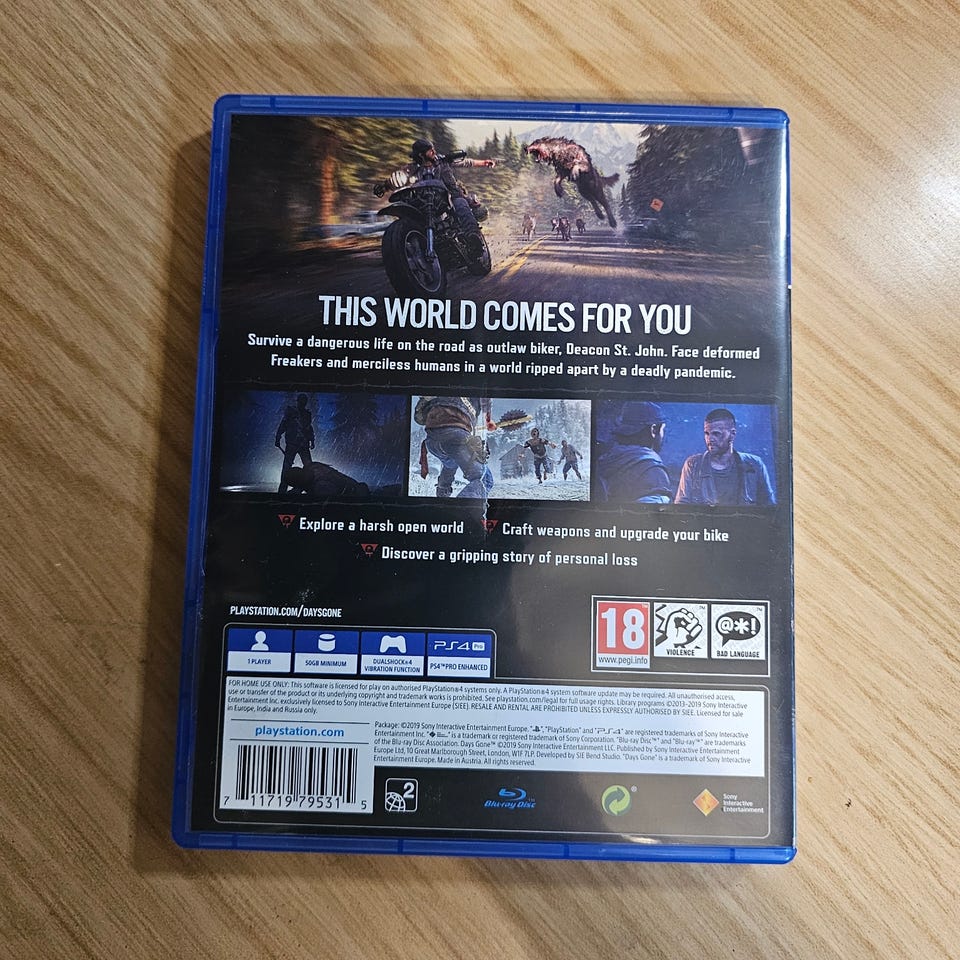 THIS WORLD COMES FOR YOU
Survive a dangerous life on the road as outlaw biker, Deacon St. John. Face deformed
Freakers and merciless humans in a world ripped apart by a deadly pandemic.
Explore a harsh open world
Craft weapons and upgrade your bike
Discover a gripping story of personal loss
PLAYSTATION.COM/DAYSGONE
1 PLAYER
50GB MINIMUM
DUALSHOCK®4
VIBRATION FUNCTION
PS4 Pro
PS4™PRO ENHANCED
18
www.pegi.info
VIOLENCE
@*!
BAD LANGUAGE
FOR HOME USE ONLY: This software is licensed for play on authorised PlayStation®4 systems only. A PlayStation®4 system software update may be required. All unauthorised access,
use or transfer of the product or its underlying copyright and trademark works is prohibited. See playstation.com/legal for full usage rights. Library programs ©2013-2019 Sony Interactive
Entertainment Inc. exclusively licensed to Sony Interactive Entertainment Europe (SIEE). RESALE AND RENTAL ARE PROHIBITED UNLESS EXPRESSLY AUTHORISED BY SIEE. Licensed for sale
in Europe, India and Russia only.
playstation.com
Package: ©2019 Sony Interactive Entertainment Europe. "PlayStation" and "PS4" are registered trademarks of Sony Interactive
Entertainment Inc. is a trademark or registered trademark of Sony Corporation. "Blu-ray Disc™" and "Blu-ray™" are trademarks
of the Blu-ray Disc Association. Days Gone™ ©2019 Sony Interactive Entertainment LLC. Published by Sony Interactive Entertainment
Europe Ltd, 10 Great Marlborough Street, London, W1F 7LP. Developed by SIE Bend Studio. "Days Gone" is a trademark of Sony Interactive
Entertainment LLC. Made in Austria. All rights reserved.
7 11719 79531 5
2
Blu-ray Disc
Sony
Interactive
Entertainment